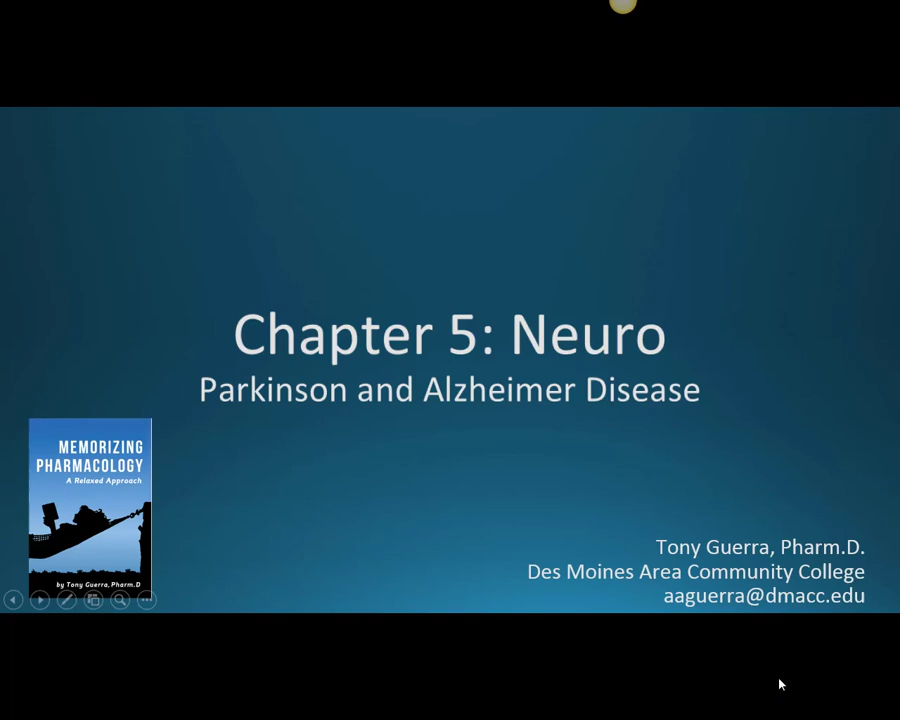 Chapter 5: Neuro
Parkinson and Alzheimer Disease
MEMORIZING
PHARMACOLOGY
A Relaxed Approach
by Tony Guerra, Pharm.D
Tony Guerra, Pharm.D.
Des Moines Area Community College
aaguerra@dmacc.edu